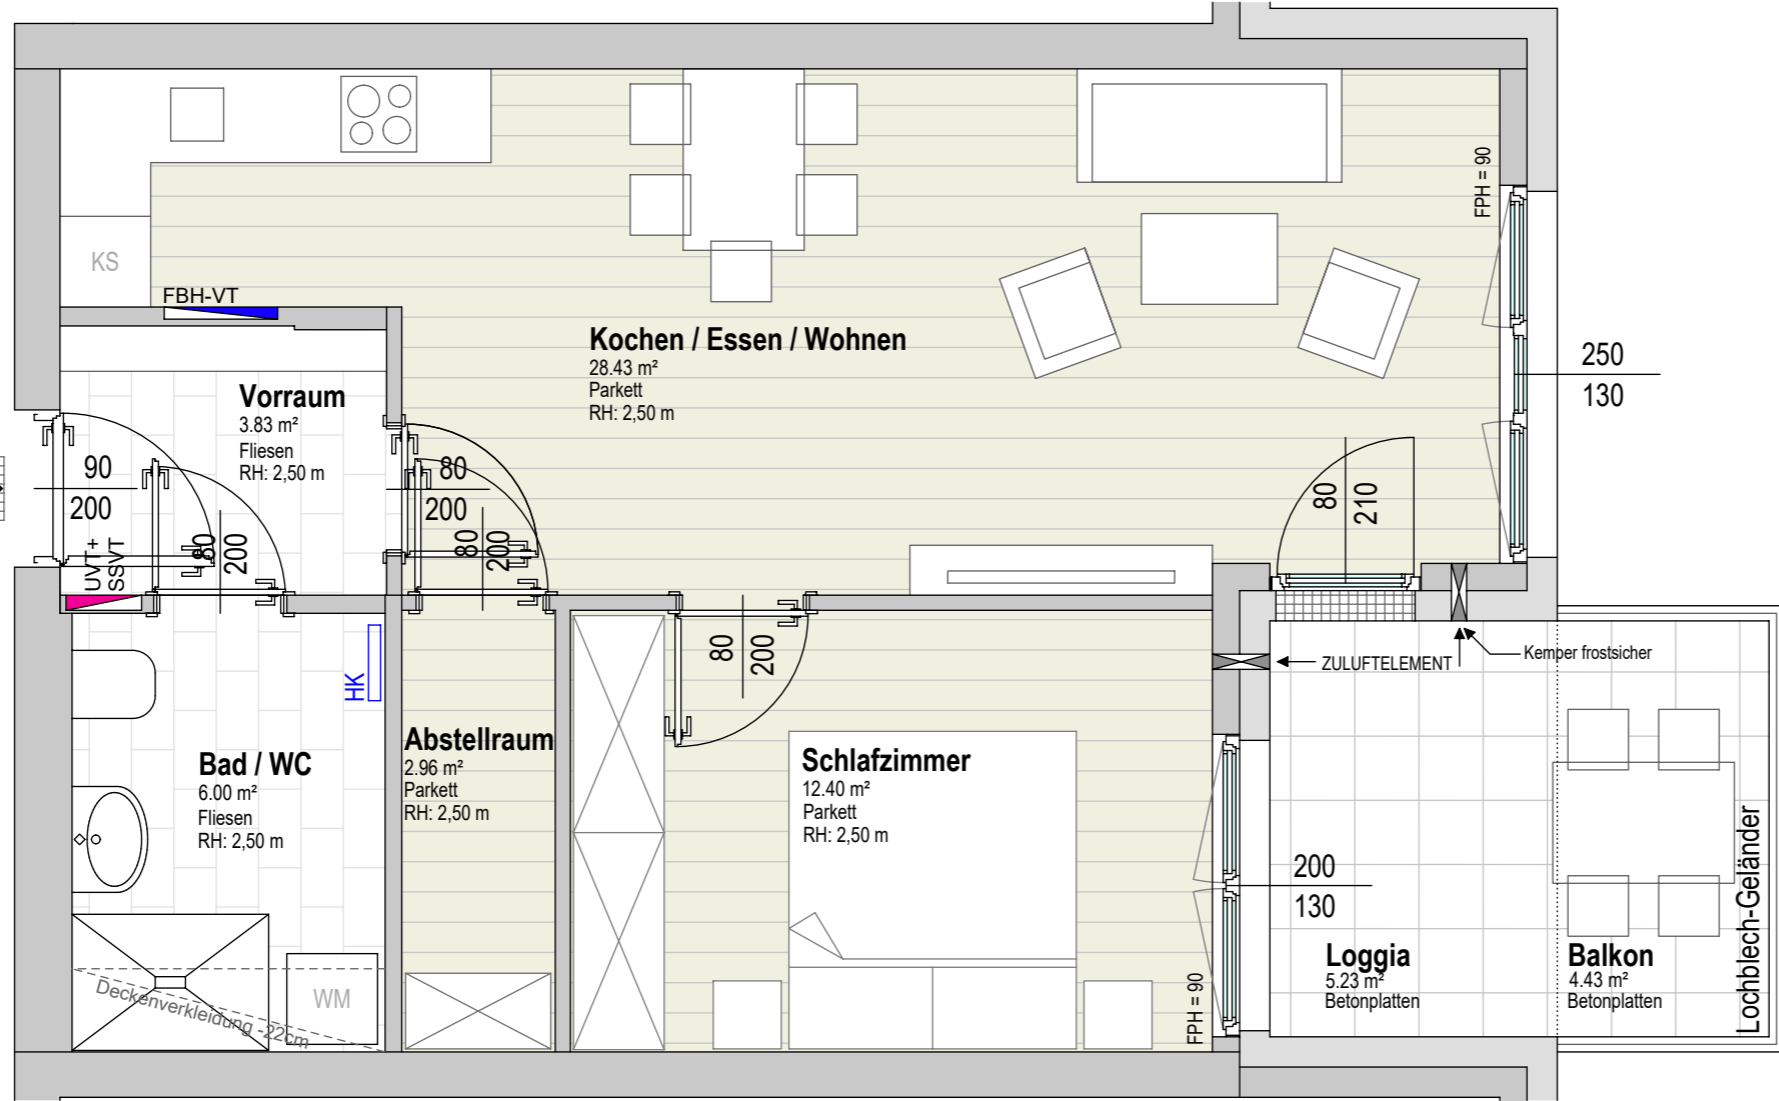 KS
FBH-VT
FPH = 90
Kochen / Essen / Wohnen
28.43 m²
Parkett
RH: 2,50 m
250
130
Vorraum
3.83 m²
Fliesen
RH: 2,50 m
90
200
UVT+
SSVT
80
200
80
200
80
200
80
210
80
200
HK
ZULUFTELEMENT
Kemper frostsicher
Bad / WC
6.00 m²
Fliesen
RH: 2,50 m
Abstellraum
2.96 m²
Parkett
RH: 2,50 m
Schlafzimmer
12.40 m²
Parkett
RH: 2,50 m
200
130
FPH = 90
WM
Deckenverkleidung -22cm
Loggia
5.23 m²
Betonplatten
Balkon
4.43 m²
Betonplatten
Lochblech-Geländer